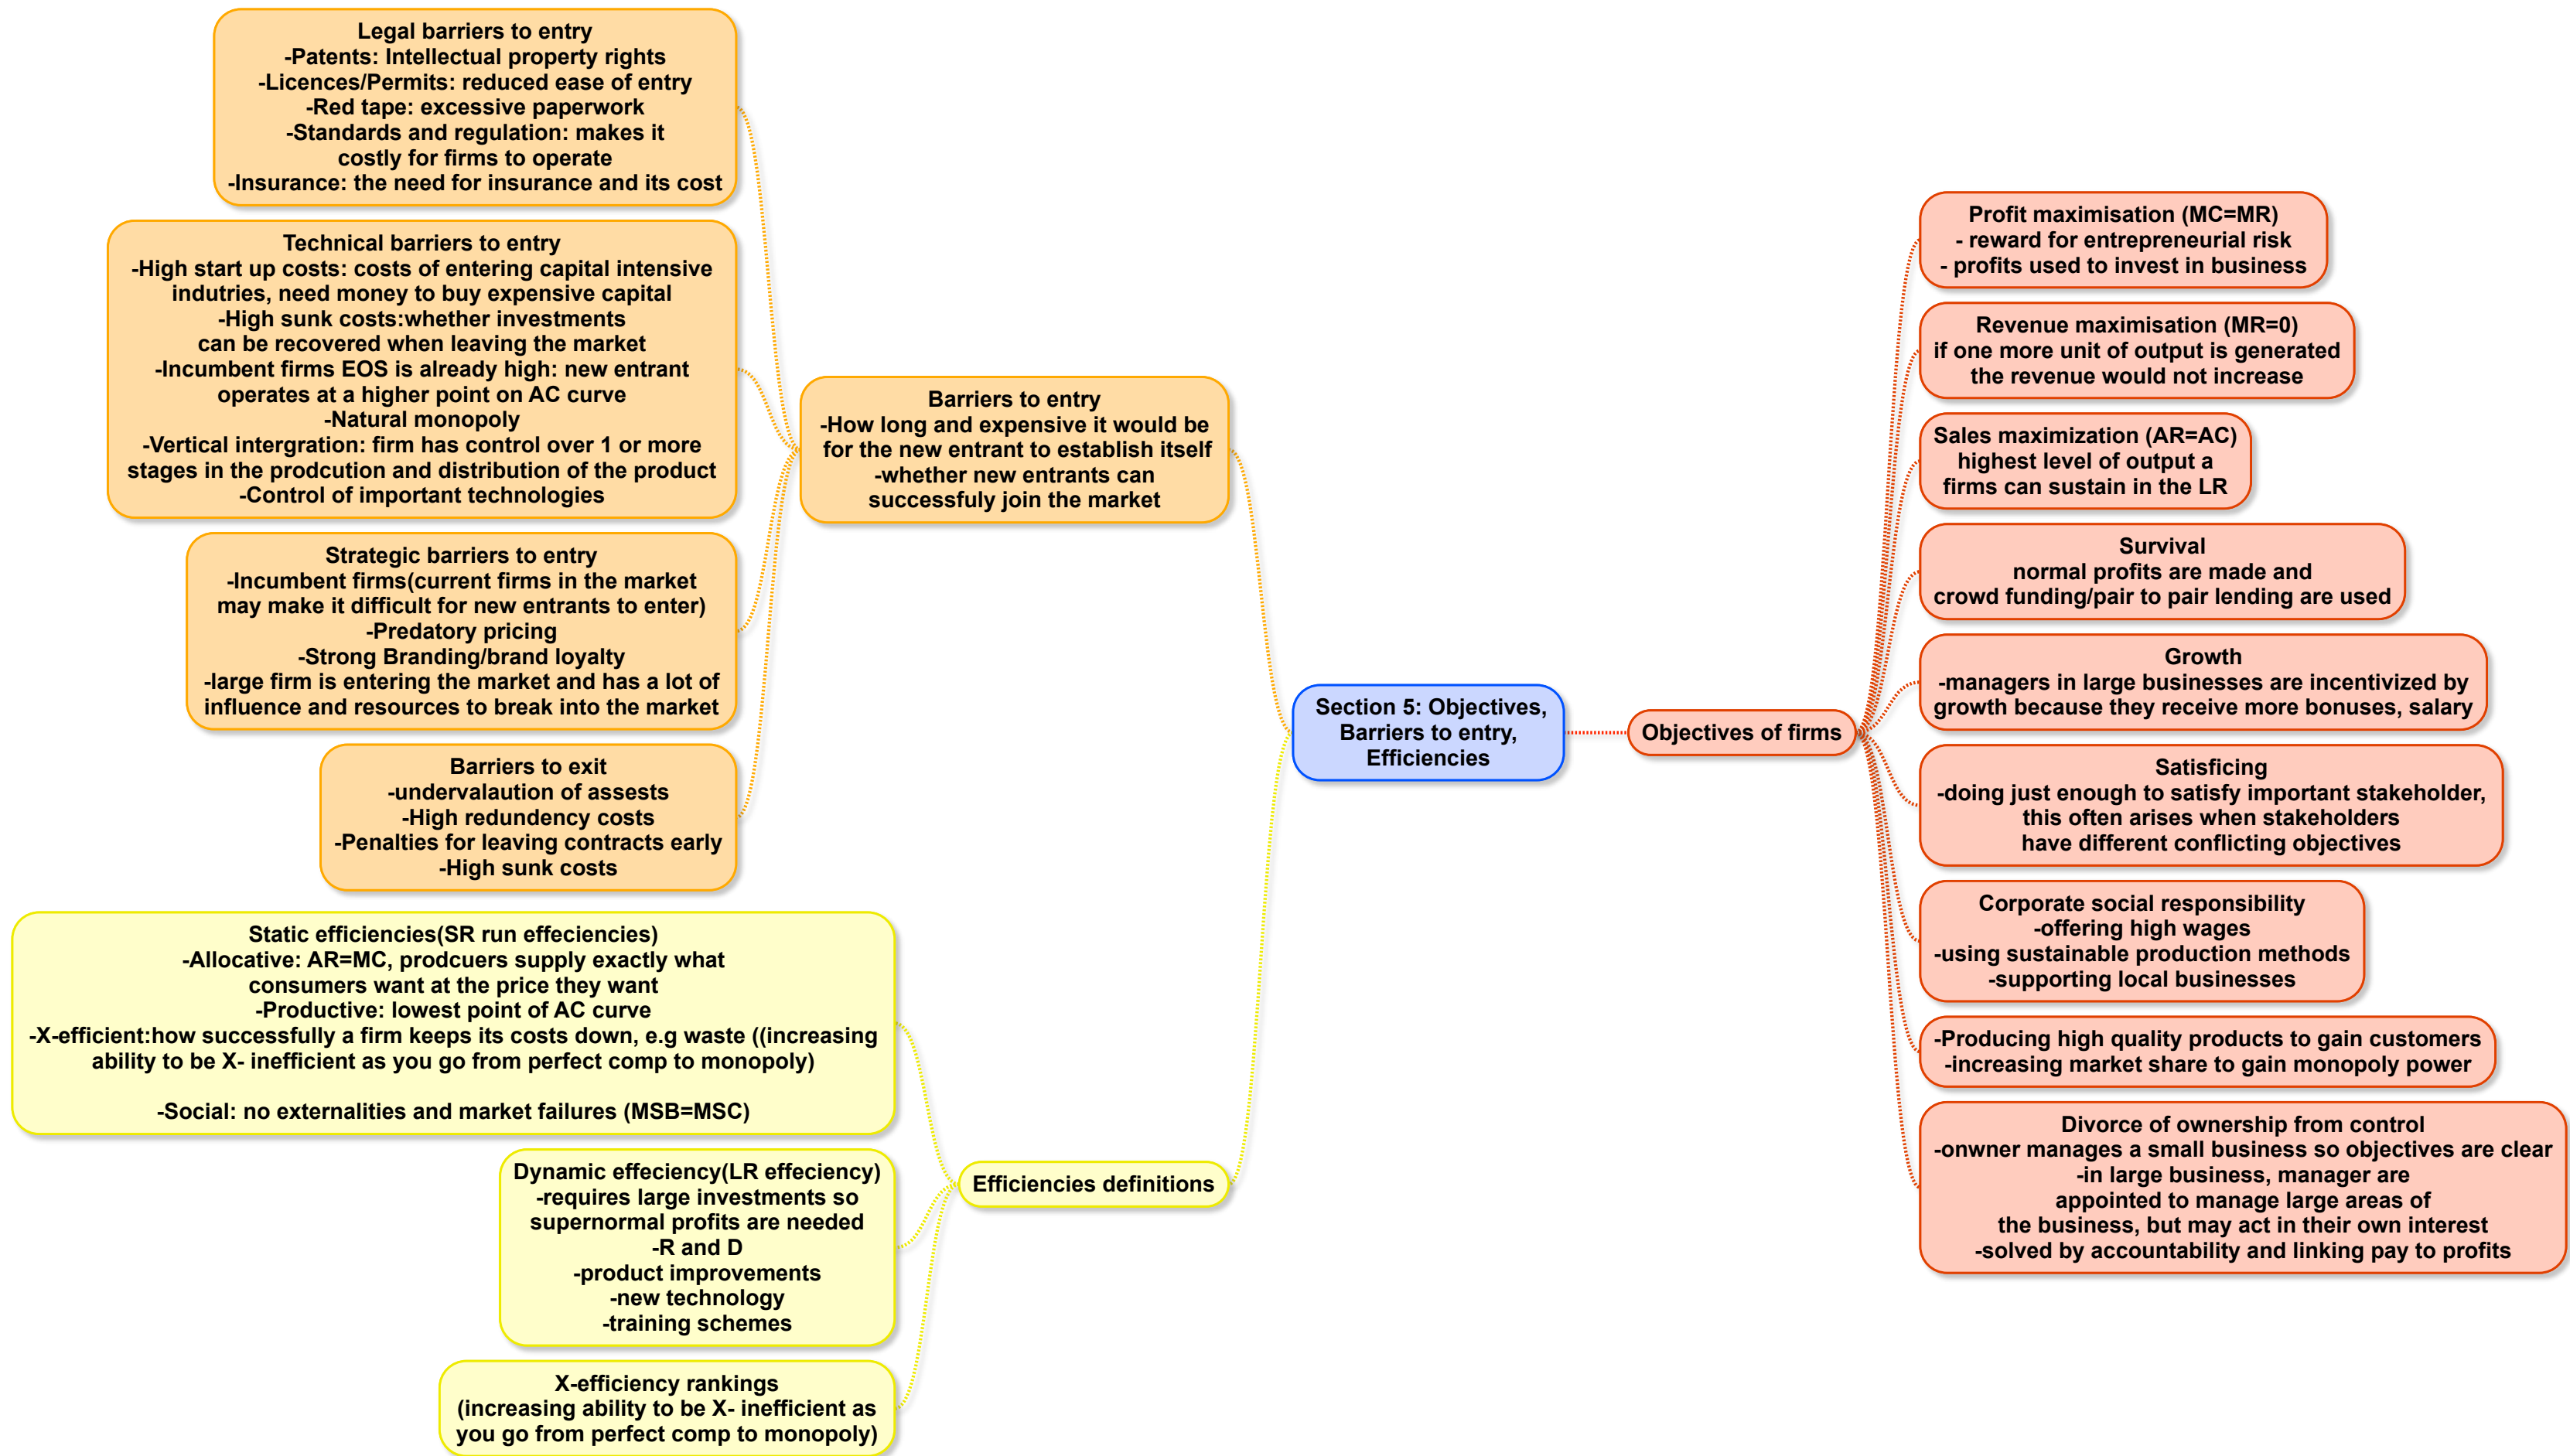 Legal barriers to entry
-Patents: Intellectual property rights
-Licences/Permits: reduced ease of entry
-Red tape: excessive paperwork
-Standards and regulation: makes it
costly for firms to operate
-Insurance: the need for insurance and its cost
Technical barriers to entry
-High start up costs: costs of entering capital intensive
indutries, need money to buy expensive capital
-High sunk costs:whether investments
can be recovered when leaving the market
-Incumbent firms EOS is already high: new entrant
operates at a higher point on AC curve
-Natural monopoly
-Vertical intergration: firm has control over 1 or more
stages in the prodcution and distribution of the product
-Control of important technologies
Strategic barriers to entry
-Incumbent firms(current firms in the market
may make it difficult for new entrants to enter)
-Predatory pricing
-Strong Branding/brand loyalty
-large firm is entering the market and has a lot of
influence and resources to break into the market
Barriers to exit
-undervalaution of assests
-High redundency costs
-Penalties for leaving contracts early
-High sunk costs
Barriers to entry
-How long and expensive it would be
for the new entrant to establish itself
-whether new entrants can
successfuly join the market
Static efficiencies(SR run effeciencies)
-Allocative: AR=MC, prodcuers supply exactly what
consumers want at the price they want
-Productive: lowest point of AC curve
-X-efficient:how successfully a firm keeps its costs down, e.g waste ((increasing
ability to be X- inefficient as you go from perfect comp to monopoly)
-Social: no externalities and market failures (MSB=MSC)
Dynamic effeciency(LR effeciency)
-requires large investments so
supernormal profits are needed
-R and D
-product improvements
-new technology
-training schemes
X-efficiency rankings
(increasing ability to be X- inefficient as
you go from perfect comp to monopoly)
Efficiencies definitions
Section 5: Objectives,
Barriers to entry,
Efficiencies
Objectives of firms
Profit maximisation (MC=MR)
- reward for entrepreneurial risk
- profits used to invest in business
Revenue maximisation (MR=0)
if one more unit of output is generated
the revenue would not increase
Sales maximization (AR=AC)
highest level of output a
firms can sustain in the LR
Survival
normal profits are made and
crowd funding/pair to pair lending are used
Growth
-managers in large businesses are incentivized by
growth because they receive more bonuses, salary
Satisficing
-doing just enough to satisfy important stakeholder,
this often arises when stakeholders
have different conflicting objectives
Corporate social responsibility
-offering high wages
-using sustainable production methods
-supporting local businesses
-Producing high quality products to gain customers
-increasing market share to gain monopoly power
Divorce of ownership from control
-onwner manages a small business so objectives are clear
-in large business, manager are
appointed to manage large areas of
the business, but may act in their own interest
-solved by accountability and linking pay to profits